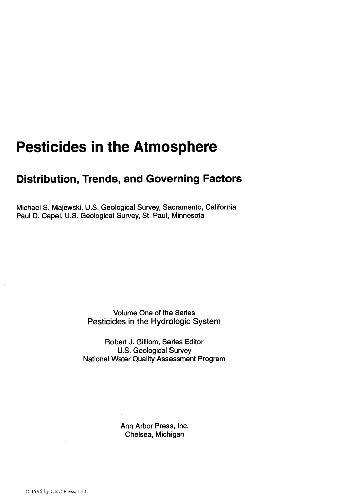 Pesticides in the Atmosphere
Distribution, Trends, and Governing Factors
Michael S. Majewski, U.S. Geological Survey, Sacramento, California
Paul D. Capel, U.S. Geological Survey, St. Paul, Minnesota
Volume One of the Series
Pesticides in the Hydrologic System
Robert J. Gilliom, Series Editor
U.S. Geological Survey
National Water Quality Assessment Program
Ann Arbor Press, Inc.
Chelsea, Michigan
by Press,